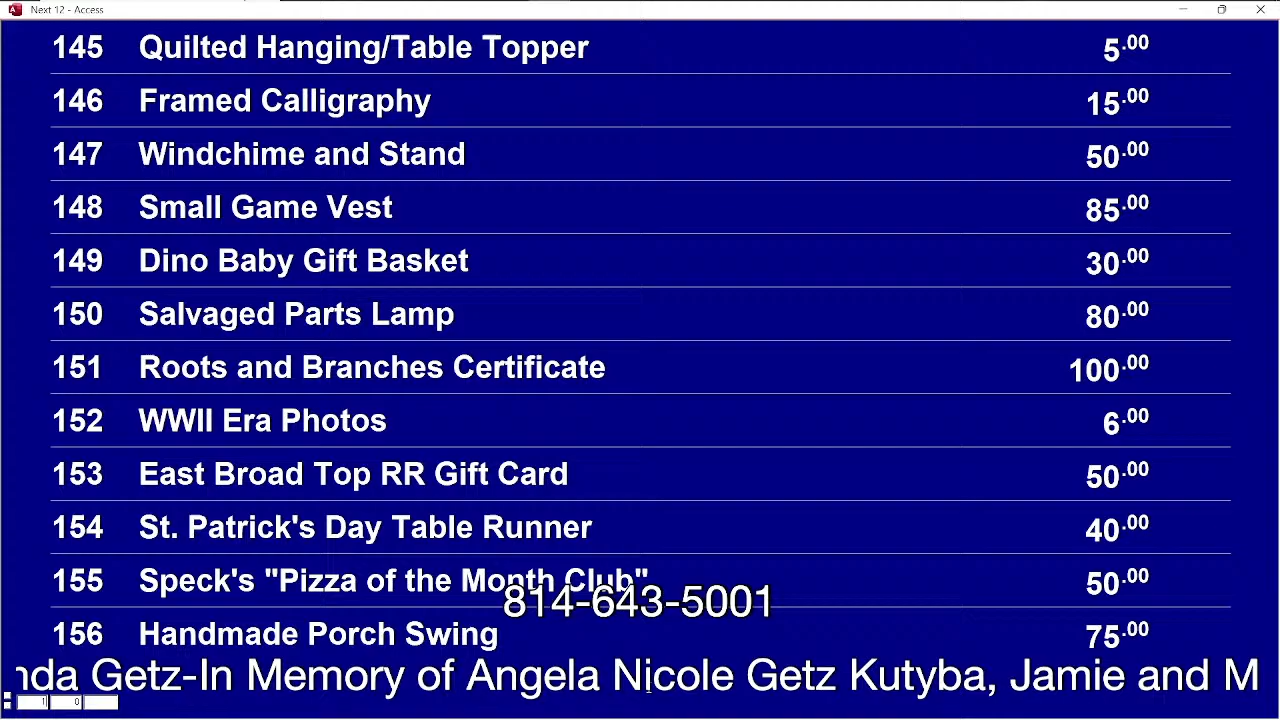 Next 12 - Access
145 Quilted Hanging/Table Topper 5.00
146 Framed Calligraphy 15.00
147 Windchime and Stand 50.00
148 Small Game Vest 85.00
149 Dino Baby Gift Basket 30.00
150 Salvaged Parts Lamp 80.00
151 Roots and Branches Certificate 100.00
152 WWII Era Photos 6.00
153 East Broad Top RR Gift Card 50.00
154 St. Patrick's Day Table Runner 40.00
155 Speck's "Pizza of the Month Club" 50.00
814-643-5001
156 Handmade Porch Swing 75.00
nda Getz-In Memory of Angela Nicole Getz Kutyba, Jamie and M
1 0